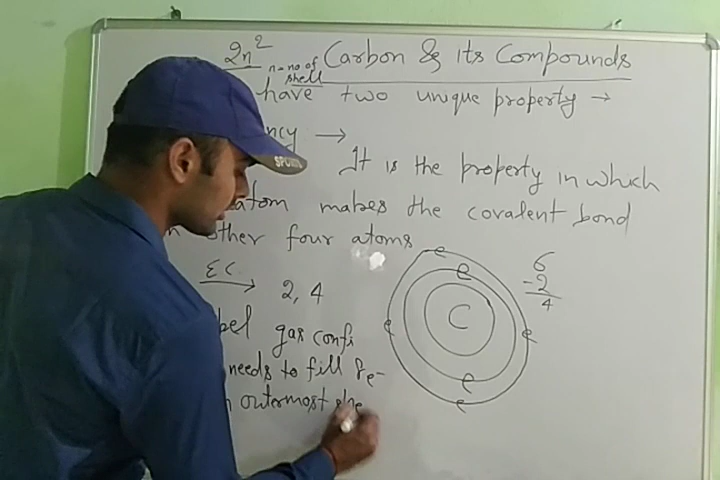 2n² Carbon & its Compounds
n = no of
shell
have two unique property →
ncy →
It is the property in which
atom makes the covalent bond
other four atoms
E.C. → 2, 4
gas confi
needs to fill 8e-
outermost she
C
e
e
e
e
e
e
6
-2
4
SPORTS